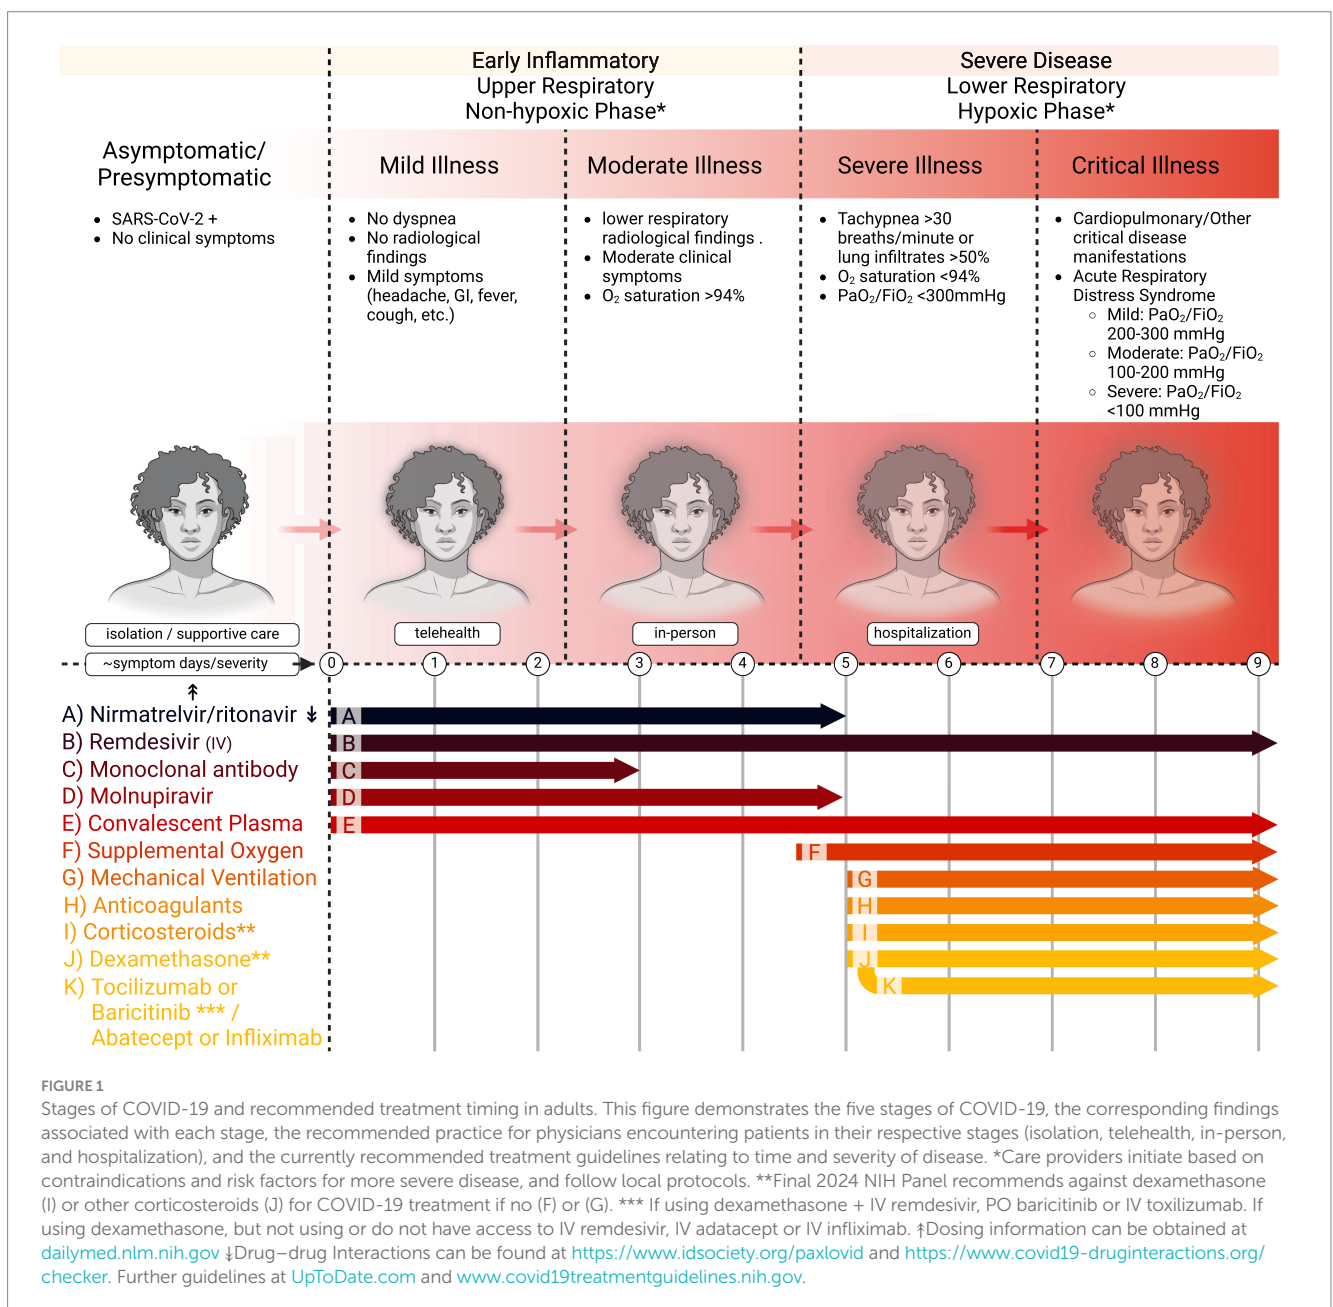 Early Inflammatory
Upper Respiratory
Non-hypoxic Phase*
Severe Disease
Lower Respiratory
Hypoxic Phase*
Asymptomatic/
Presymptomatic
Mild Illness
Moderate Illness
Severe Illness
Critical Illness
• SARS-CoV-2 +
• No clinical symptoms
• No dyspnea
• No radiological
findings
• Mild symptoms
(headache, GI, fever,
cough, etc.)
• lower respiratory
radiological findings .
• Moderate clinical
symptoms
• O₂ saturation >94%
• Tachypnea >30
breaths/minute or
lung infiltrates >50%
• O₂ saturation <94%
• PaO₂/FiO₂ <300mmHg
• Cardiopulmonary/Other
critical disease
manifestations
• Acute Respiratory
Distress Syndrome
○ Mild: PaO₂/FiO₂
200-300 mmHg
○ Moderate: PaO₂/FiO₂
100-200 mmHg
○ Severe: PaO₂/FiO₂
<100 mmHg
isolation / supportive care
telehealth
in-person
hospitalization
~symptom days/severity
0 1 2 3 4 5 6 7 8 9
↟
A) Nirmatrelvir/ritonavir ↡ A
B) Remdesivir (IV) B
C) Monoclonal antibody C
D) Molnupiravir D
E) Convalescent Plasma E
F) Supplemental Oxygen F
G) Mechanical Ventilation G
H) Anticoagulants H
I) Corticosteroids** I
J) Dexamethasone** J
K) Tocilizumab or K
Baricitinib *** /
Abatecept or Infliximab
FIGURE 1
Stages of COVID-19 and recommended treatment timing in adults. This figure demonstrates the five stages of COVID-19, the corresponding findings
associated with each stage, the recommended practice for physicians encountering patients in their respective stages (isolation, telehealth, in-person,
and hospitalization), and the currently recommended treatment guidelines relating to time and severity of disease. *Care providers initiate based on
contraindications and risk factors for more severe disease, and follow local protocols. **Final 2024 NIH Panel recommends against dexamethasone
(I) or other corticosteroids (J) for COVID-19 treatment if no (F) or (G). *** If using dexamethasone + IV remdesivir, PO baricitinib or IV toxilizumab. If
using dexamethasone, but not using or do not have access to IV remdesivir, IV adatacept or IV infliximab. ↟Dosing information can be obtained at
dailymed.nlm.nih.gov ↡Drug–drug Interactions can be found at https://www.idsociety.org/paxlovid and https://www.covid19-druginteractions.org/
checker. Further guidelines at UpToDate.com and www.covid19treatmentguidelines.nih.gov.